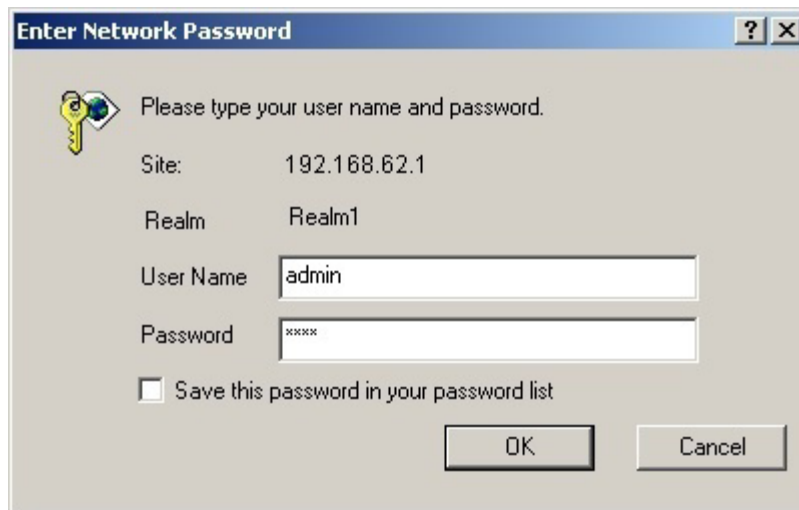 Enter Network Password
Please type your user name and password.
Site: 192.168.62.1
Realm Realm1
User Name admin
Password ××××
Save this password in your password list
OK Cancel